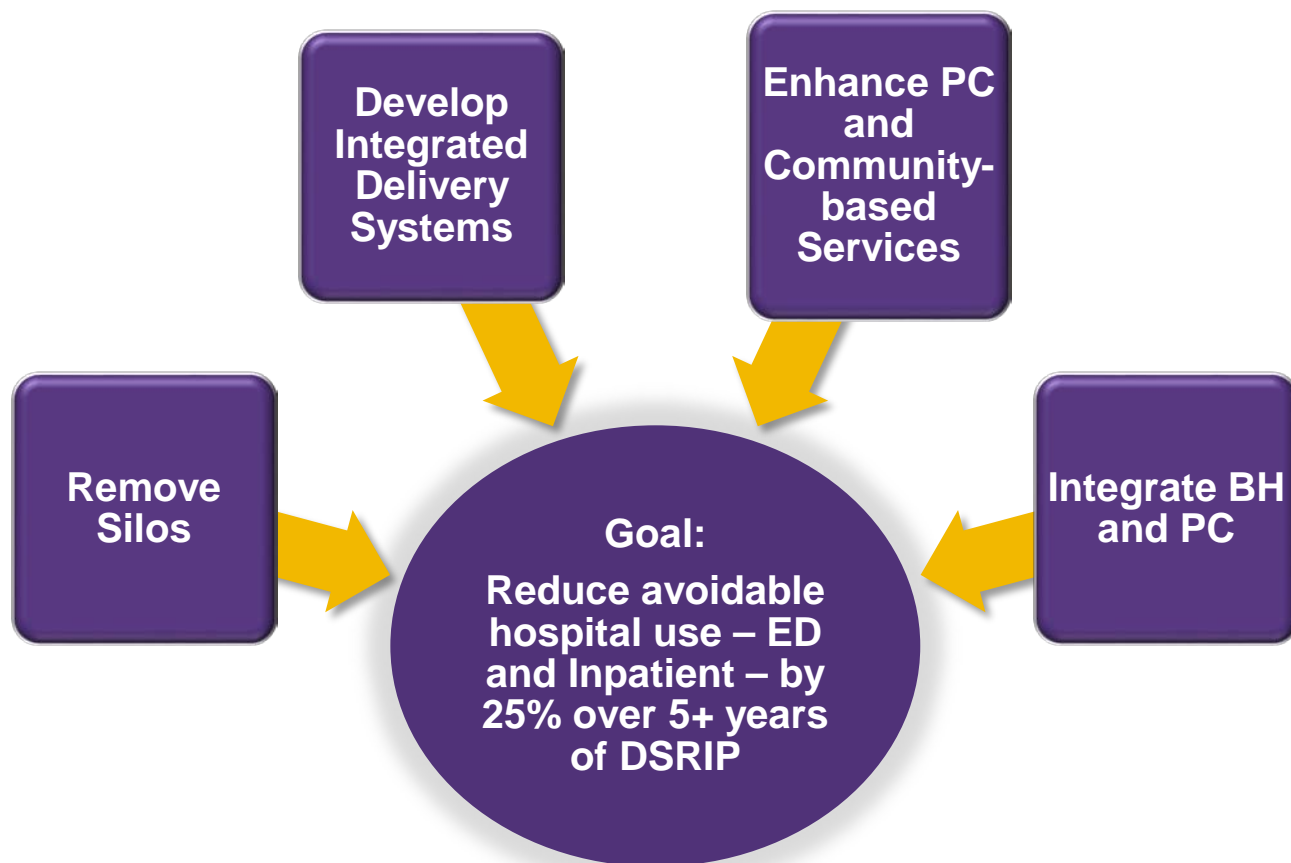 Develop
Integrated
Delivery
Systems
Enhance PC
and
Community-
based
Services
Remove
Silos
Integrate BH
and PC
Goal:
Reduce avoidable
hospital use – ED
and Inpatient – by
25% over 5+ years
of DSRIP